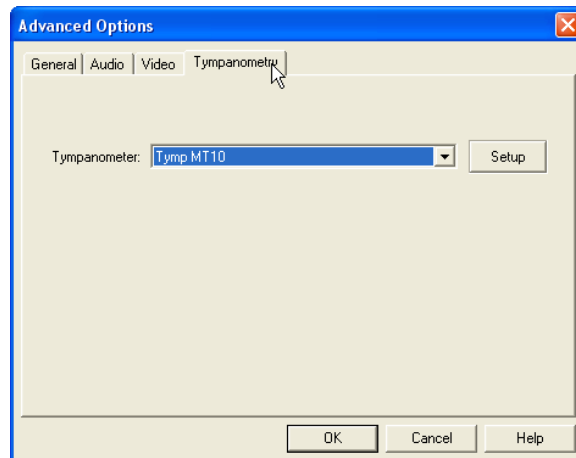 Advanced Options
General Audio Video Tympanometry
Tympanometer: Tymp MT10 Setup
OK Cancel Help